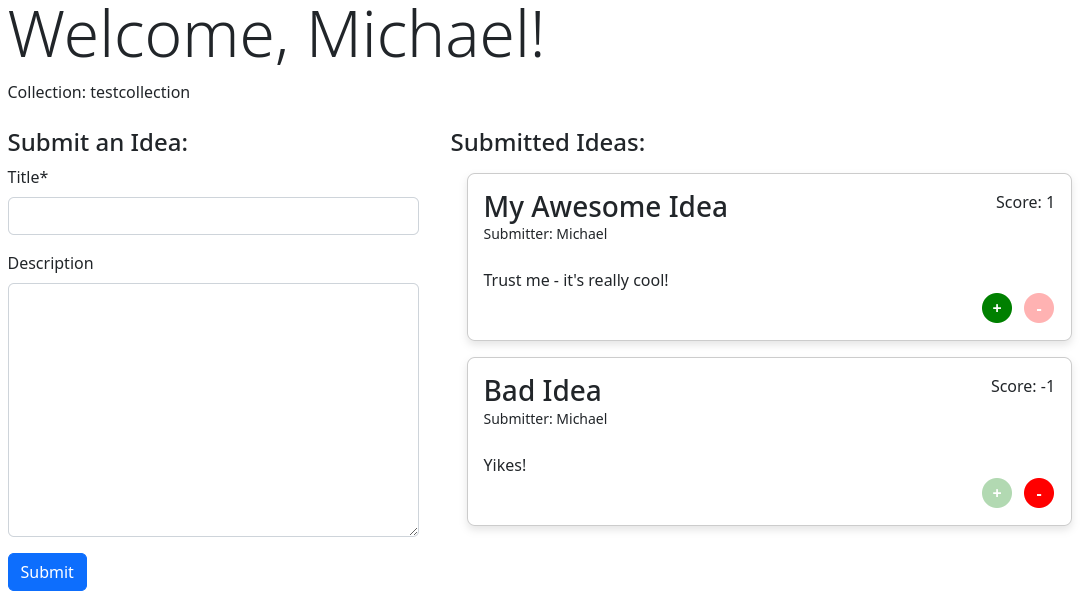 Welcome, Michael!
Collection: testcollection
Submit an Idea:
Title*
Description
Submit
Submitted Ideas:
My Awesome Idea
Score: 1
Submitter: Michael
Trust me - it's really cool!
+ -
Bad Idea
Score: -1
Submitter: Michael
Yikes!
+ -